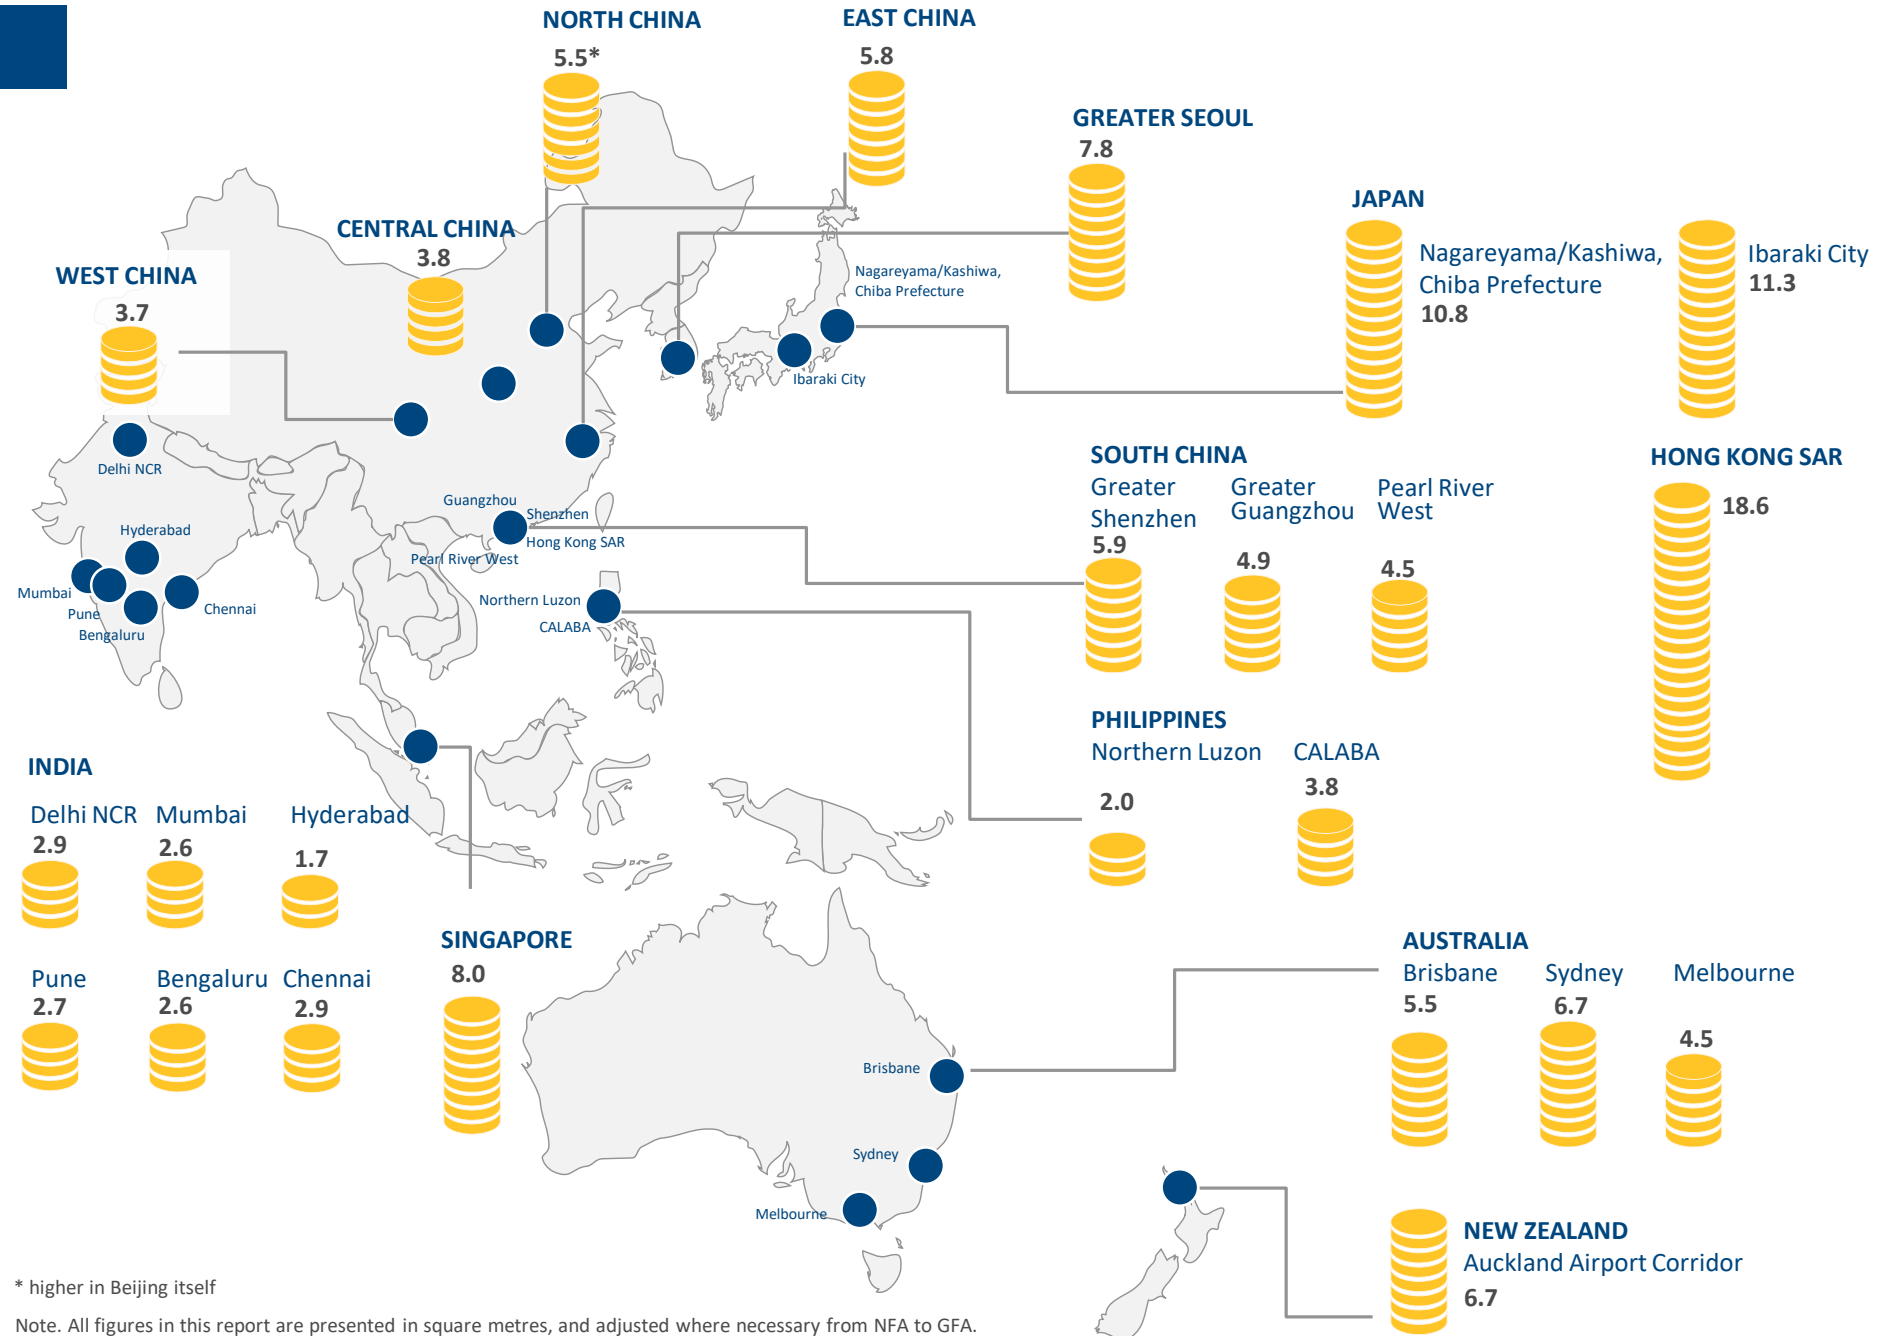 NORTH CHINA
5.5*
EAST CHINA
5.8
GREATER SEOUL
7.8
JAPAN
Nagareyama/Kashiwa,
Chiba Prefecture
10.8
Ibaraki City
11.3
CENTRAL CHINA
3.8
WEST CHINA
3.7
Nagareyama/Kashiwa,
Chiba Prefecture
Ibaraki City
Delhi NCR
Hyderabad
Mumbai
Pune
Bengaluru
Chennai
Guangzhou
Shenzhen
Hong Kong SAR
Pearl River West
Northern Luzon
CALABA
SOUTH CHINA
Greater
Shenzhen
5.9
Greater
Guangzhou
4.9
Pearl River
West
4.5
HONG KONG SAR
18.6
PHILIPPINES
Northern Luzon
2.0
CALABA
3.8
INDIA
Delhi NCR
2.9
Mumbai
2.6
Hyderabad
1.7
Pune
2.7
Bengaluru
2.6
Chennai
2.9
SINGAPORE
8.0
AUSTRALIA
Brisbane
5.5
Sydney
6.7
Melbourne
4.5
Brisbane
Sydney
Melbourne
NEW ZEALAND
Auckland Airport Corridor
6.7
* higher in Beijing itself
Note. All figures in this report are presented in square metres, and adjusted where necessary from NFA to GFA.